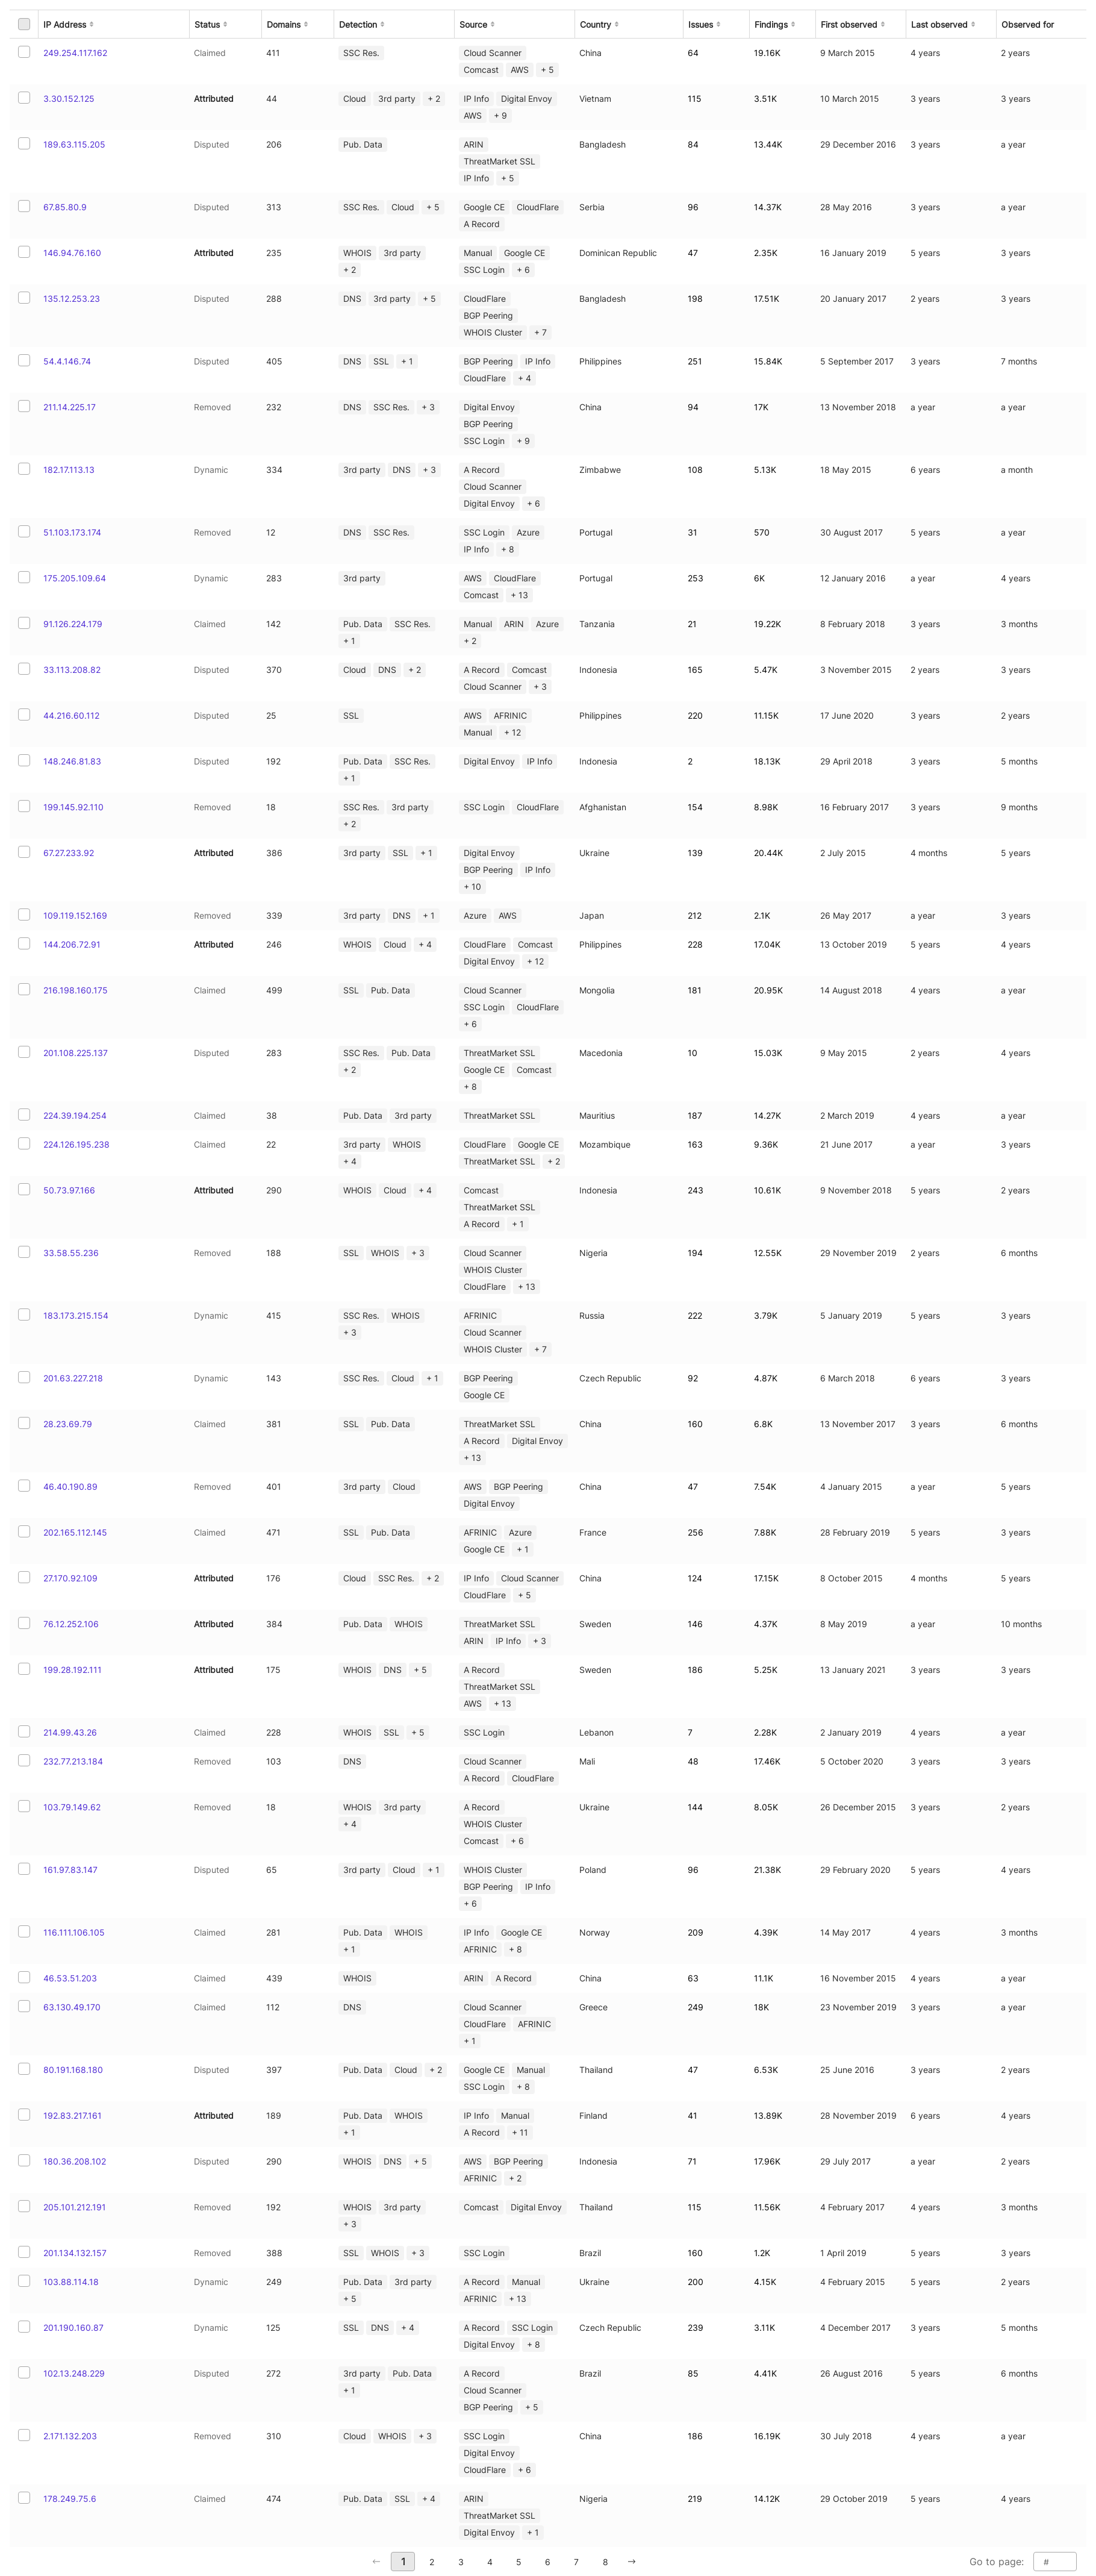 IP Address Status Domains Detection Source Country Issues Findings First observed Last observed Observed for
249.254.117.162 Claimed 411 SSC Res. Cloud Scanner China 64 19.16K 9 March 2015 4 years 2 years
Comcast AWS + 5
3.30.152.125 Attributed 44 Cloud 3rd party + 2 IP Info Digital Envoy Vietnam 115 3.51K 10 March 2015 3 years 3 years
AWS + 9
189.63.115.205 Disputed 206 Pub. Data ARIN Bangladesh 84 13.44K 29 December 2016 3 years a year
ThreatMarket SSL
IP Info + 5
67.85.80.9 Disputed 313 SSC Res. Cloud + 5 Google CE CloudFlare Serbia 96 14.37K 28 May 2016 3 years a year
A Record
146.94.76.160 Attributed 235 WHOIS 3rd party Manual Google CE Dominican Republic 47 2.35K 16 January 2019 5 years 3 years
+ 2 SSC Login + 6
135.12.253.23 Disputed 288 DNS 3rd party + 5 CloudFlare Bangladesh 198 17.51K 20 January 2017 2 years 3 years
BGP Peering
WHOIS Cluster + 7
54.4.146.74 Disputed 405 DNS SSL + 1 BGP Peering IP Info Philippines 251 15.84K 5 September 2017 3 years 7 months
CloudFlare + 4
211.14.225.17 Removed 232 DNS SSC Res. + 3 Digital Envoy China 94 17K 13 November 2018 a year a year
BGP Peering
SSC Login + 9
182.17.113.13 Dynamic 334 3rd party DNS + 3 A Record Zimbabwe 108 5.13K 18 May 2015 6 years a month
Cloud Scanner
Digital Envoy + 6
51.103.173.174 Removed 12 DNS SSC Res. SSC Login Azure Portugal 31 570 30 August 2017 5 years a year
IP Info + 8
175.205.109.64 Dynamic 283 3rd party AWS CloudFlare Portugal 253 6K 12 January 2016 a year 4 years
Comcast + 13
91.126.224.179 Claimed 142 Pub. Data SSC Res. Manual ARIN Azure Tanzania 21 19.22K 8 February 2018 3 years 3 months
+ 1 + 2
33.113.208.82 Disputed 370 Cloud DNS + 2 A Record Comcast Indonesia 165 5.47K 3 November 2015 2 years 3 years
Cloud Scanner + 3
44.216.60.112 Disputed 25 SSL AWS AFRINIC Philippines 220 11.15K 17 June 2020 3 years 2 years
Manual + 12
148.246.81.83 Disputed 192 Pub. Data SSC Res. Digital Envoy IP Info Indonesia 2 18.13K 29 April 2018 3 years 5 months
+ 1
199.145.92.110 Removed 18 SSC Res. 3rd party SSC Login CloudFlare Afghanistan 154 8.98K 16 February 2017 3 years 9 months
+ 2
67.27.233.92 Attributed 386 3rd party SSL + 1 Digital Envoy Ukraine 139 20.44K 2 July 2015 4 months 5 years
BGP Peering IP Info
+ 10
109.119.152.169 Removed 339 3rd party DNS + 1 Azure AWS Japan 212 2.1K 26 May 2017 a year 3 years
144.206.72.91 Attributed 246 WHOIS Cloud + 4 CloudFlare Comcast Philippines 228 17.04K 13 October 2019 5 years 4 years
Digital Envoy + 12
216.198.160.175 Claimed 499 SSL Pub. Data Cloud Scanner Mongolia 181 20.95K 14 August 2018 4 years a year
SSC Login CloudFlare
+ 6
201.108.225.137 Disputed 283 SSC Res. Pub. Data ThreatMarket SSL Macedonia 10 15.03K 9 May 2015 2 years 4 years
+ 2 Google CE Comcast
+ 8
224.39.194.254 Claimed 38 Pub. Data 3rd party ThreatMarket SSL Mauritius 187 14.27K 2 March 2019 4 years a year
224.126.195.238 Claimed 22 3rd party WHOIS CloudFlare Google CE Mozambique 163 9.36K 21 June 2017 a year 3 years
+ 4 ThreatMarket SSL + 2
50.73.97.166 Attributed 290 WHOIS Cloud + 4 Comcast Indonesia 243 10.61K 9 November 2018 5 years 2 years
ThreatMarket SSL
A Record + 1
33.58.55.236 Removed 188 SSL WHOIS + 3 Cloud Scanner Nigeria 194 12.55K 29 November 2019 2 years 6 months
WHOIS Cluster
CloudFlare + 13
183.173.215.154 Dynamic 415 SSC Res. WHOIS AFRINIC Russia 222 3.79K 5 January 2019 5 years 3 years
+ 3 Cloud Scanner
WHOIS Cluster + 7
201.63.227.218 Dynamic 143 SSC Res. Cloud + 1 BGP Peering Czech Republic 92 4.87K 6 March 2018 6 years 3 years
Google CE
28.23.69.79 Claimed 381 SSL Pub. Data ThreatMarket SSL China 160 6.8K 13 November 2017 3 years 6 months
A Record Digital Envoy
+ 13
46.40.190.89 Removed 401 3rd party Cloud AWS BGP Peering China 47 7.54K 4 January 2015 a year 5 years
Digital Envoy
202.165.112.145 Claimed 471 SSL Pub. Data AFRINIC Azure France 256 7.88K 28 February 2019 5 years 3 years
Google CE + 1
27.170.92.109 Attributed 176 Cloud SSC Res. + 2 IP Info Cloud Scanner China 124 17.15K 8 October 2015 4 months 5 years
CloudFlare + 5
76.12.252.106 Attributed 384 Pub. Data WHOIS ThreatMarket SSL Sweden 146 4.37K 8 May 2019 a year 10 months
ARIN IP Info + 3
199.28.192.111 Attributed 175 WHOIS DNS + 5 A Record Sweden 186 5.25K 13 January 2021 3 years 3 years
ThreatMarket SSL
AWS + 13
214.99.43.26 Claimed 228 WHOIS SSL + 5 SSC Login Lebanon 7 2.28K 2 January 2019 4 years a year
232.77.213.184 Removed 103 DNS Cloud Scanner Mali 48 17.46K 5 October 2020 3 years 3 years
A Record CloudFlare
103.79.149.62 Removed 18 WHOIS 3rd party A Record Ukraine 144 8.05K 26 December 2015 3 years 2 years
+ 4 WHOIS Cluster
Comcast + 6
161.97.83.147 Disputed 65 3rd party Cloud + 1 WHOIS Cluster Poland 96 21.38K 29 February 2020 5 years 4 years
BGP Peering IP Info
+ 6
116.111.106.105 Claimed 281 Pub. Data WHOIS IP Info Google CE Norway 209 4.39K 14 May 2017 4 years 3 months
+ 1 AFRINIC + 8
46.53.51.203 Claimed 439 WHOIS ARIN A Record China 63 11.1K 16 November 2015 4 years a year
63.130.49.170 Claimed 112 DNS Cloud Scanner Greece 249 18K 23 November 2019 3 years a year
CloudFlare AFRINIC
+ 1
80.191.168.180 Disputed 397 Pub. Data Cloud + 2 Google CE Manual Thailand 47 6.53K 25 June 2016 3 years 2 years
SSC Login + 8
192.83.217.161 Attributed 189 Pub. Data WHOIS IP Info Manual Finland 41 13.89K 28 November 2019 6 years 4 years
+ 1 A Record + 11
180.36.208.102 Disputed 290 WHOIS DNS + 5 AWS BGP Peering Indonesia 71 17.96K 29 July 2017 a year 2 years
AFRINIC + 2
205.101.212.191 Removed 192 WHOIS 3rd party Comcast Digital Envoy Thailand 115 11.56K 4 February 2017 4 years 3 months
+ 3
201.134.132.157 Removed 388 SSL WHOIS + 3 SSC Login Brazil 160 1.2K 1 April 2019 5 years 3 years
103.88.114.18 Dynamic 249 Pub. Data 3rd party A Record Manual Ukraine 200 4.15K 4 February 2015 5 years 2 years
+ 5 AFRINIC + 13
201.190.160.87 Dynamic 125 SSL DNS + 4 A Record SSC Login Czech Republic 239 3.11K 4 December 2017 3 years 5 months
Digital Envoy + 8
102.13.248.229 Disputed 272 3rd party Pub. Data A Record Brazil 85 4.41K 26 August 2016 5 years 6 months
+ 1 Cloud Scanner
BGP Peering + 5
2.171.132.203 Removed 310 Cloud WHOIS + 3 SSC Login China 186 16.19K 30 July 2018 4 years a year
Digital Envoy
CloudFlare + 6
178.249.75.6 Claimed 474 Pub. Data SSL + 4 ARIN Nigeria 219 14.12K 29 October 2019 5 years 4 years
ThreatMarket SSL
Digital Envoy + 1
← 1 2 3 4 5 6 7 8 → Go to page: #